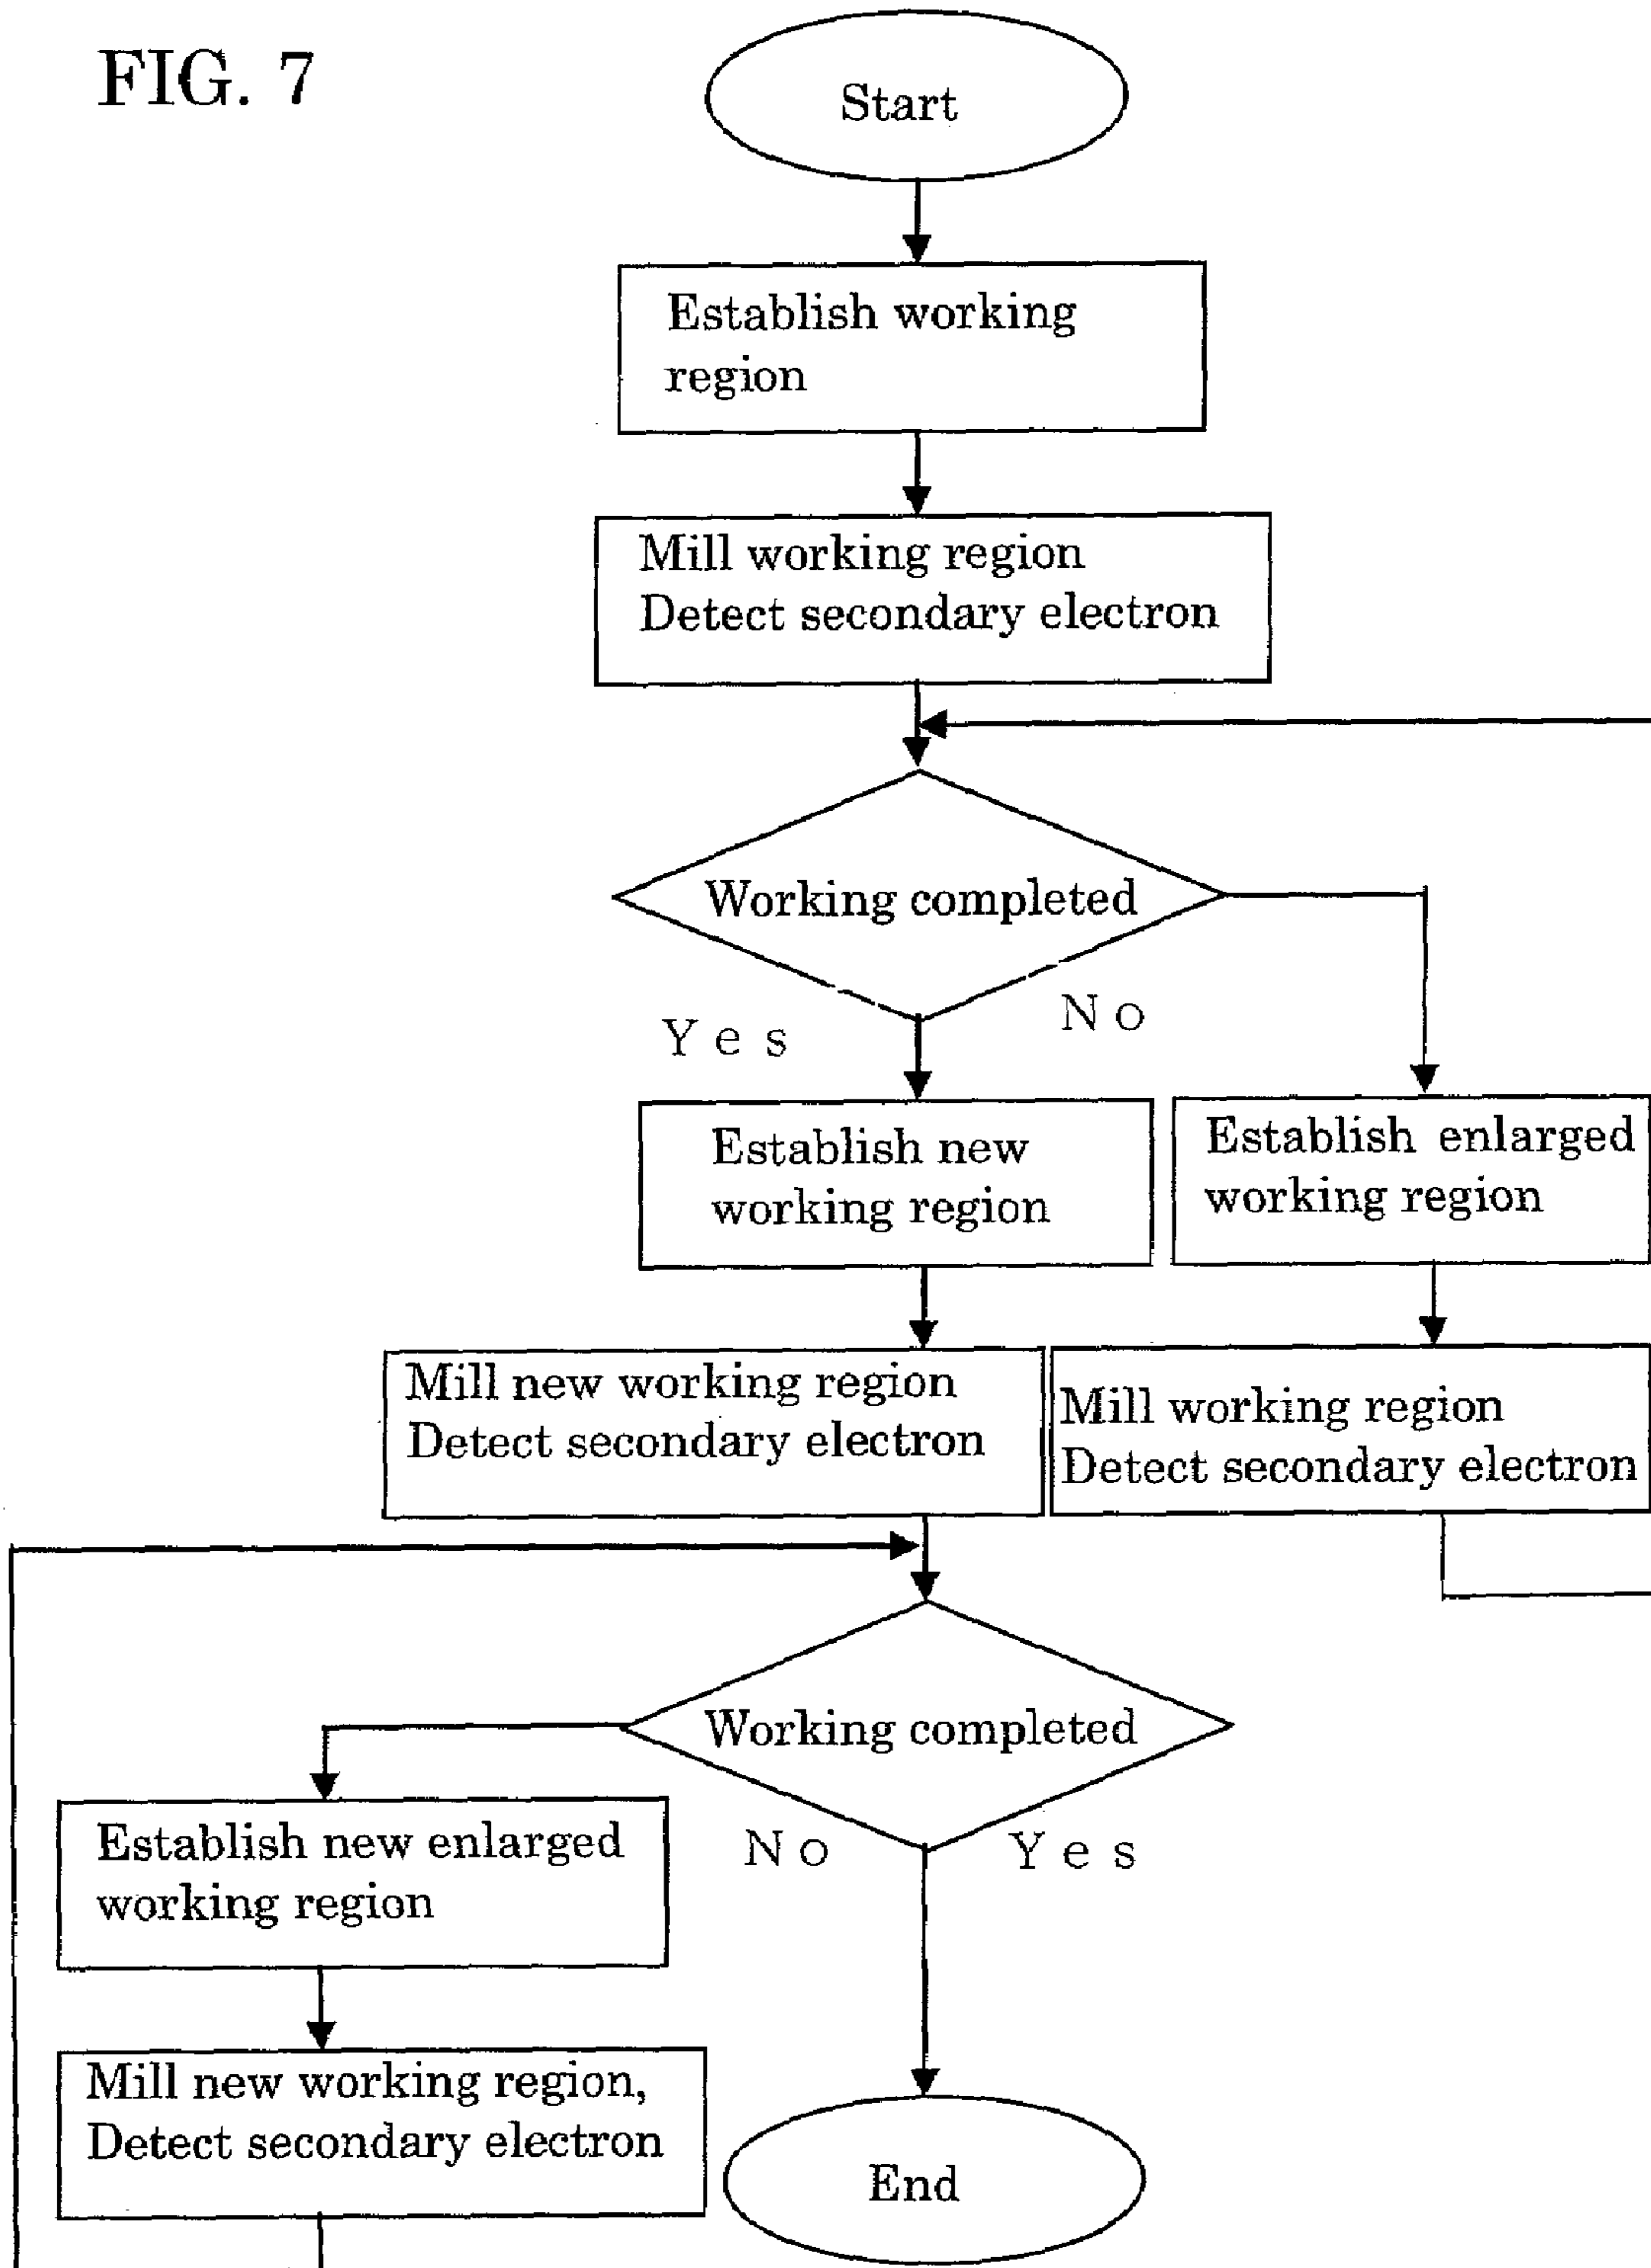 FIG. 7
Start
Establish working
region
Mill working region
Detect secondary electron
Working completed
Yes
No
Establish new
working region
Establish enlarged
working region
Mill new working region
Detect secondary electron
Mill working region
Detect secondary electron
Working completed
No
Yes
Establish new enlarged
working region
Mill new working region,
Detect secondary electron
End